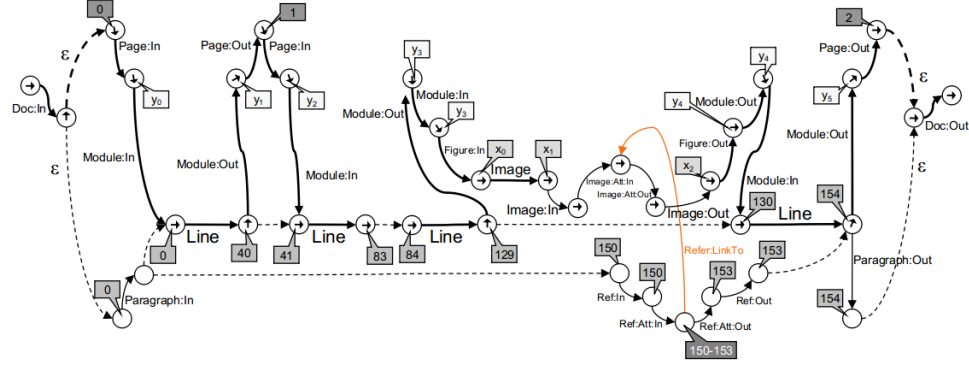 0
1
2
Page:In
Page:Out
Page:In
y3
y4
Page:Out
ε
ε
Doc:In
y0
y1
y2
Module:In
y3
y4
Module:Out
y5
Doc:Out
Module:Out
Module:Out
Module:Out
ε
ε
Module:In
Module:Out
Module:In
Figure:In
x0
Image
x1
Image:Att:In
Image:Att:Out
x2
Figure:Out
Module:In
Image:In
Image:Out
130
154
Line
Line
Line
Line
0
40
41
83
84
129
Refer:LinkTo
150
150
153
153
Paragraph:Out
0
Paragraph:In
Ref:In
Ref:Out
154
Ref:Att:In
Ref:Att:Out
150-153